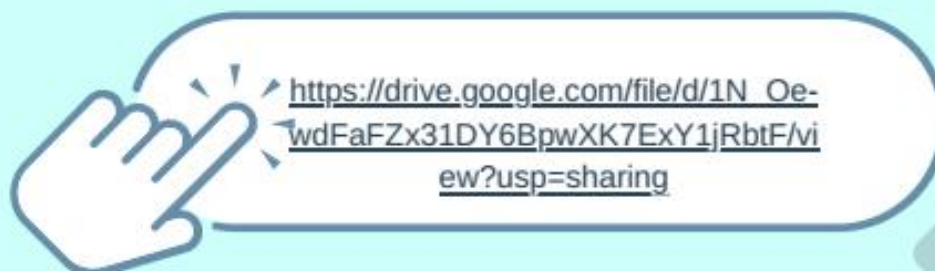 https://drive.google.com/file/d/1N_Oe-
wdFaFZx31DY6BpwXK7ExY1jRbtF/vi
ew?usp=sharing